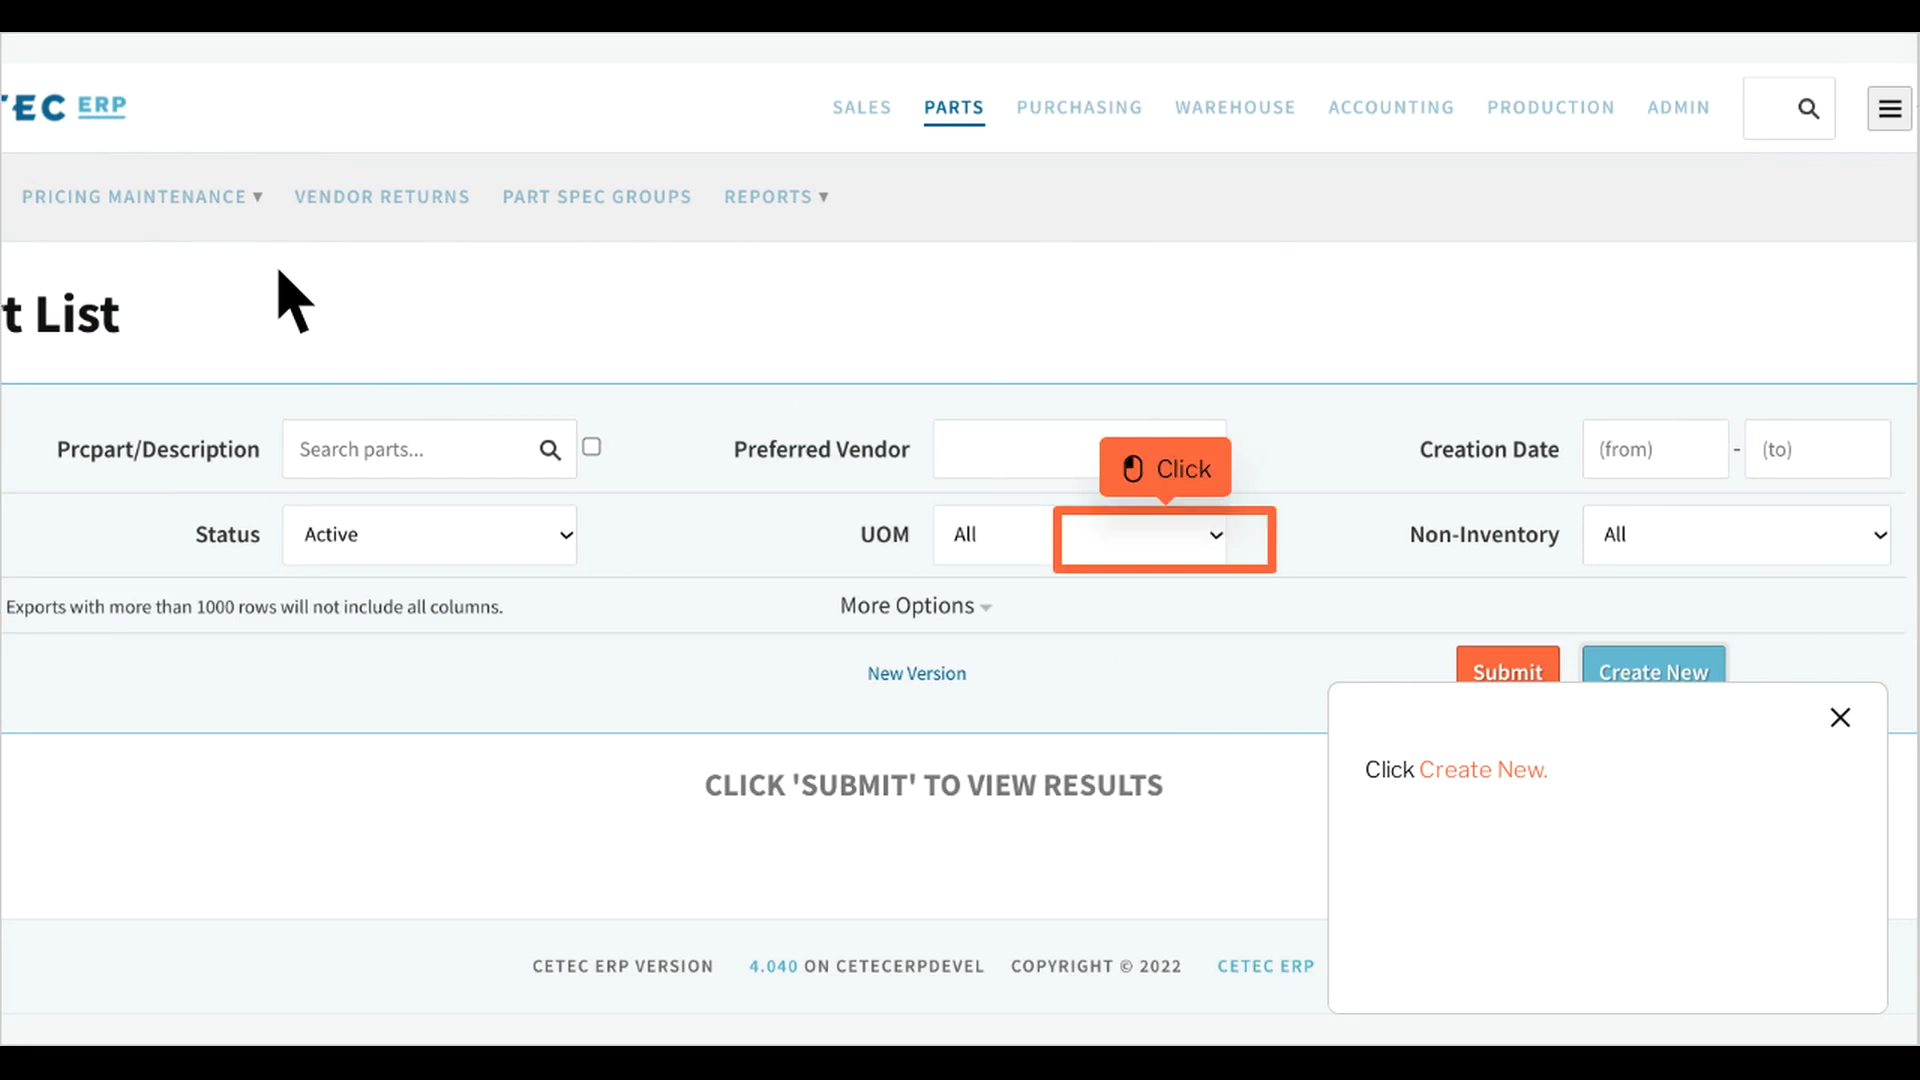 TEC ERP
SALES PARTS PURCHASING WAREHOUSE ACCOUNTING PRODUCTION ADMIN
PRICING MAINTENANCE ▾ VENDOR RETURNS PART SPEC GROUPS REPORTS ▾
t List
Prcpart/Description Search parts... Preferred Vendor Creation Date (from) - (to)
Click
Status Active UOM All Non-Inventory All
Exports with more than 1000 rows will not include all columns. More Options
New Version Submit Create New
Click Create New.
CLICK 'SUBMIT' TO VIEW RESULTS
CETEC ERP VERSION 4.040 ON CETECERPDEVEL COPYRIGHT © 2022 CETEC ERP